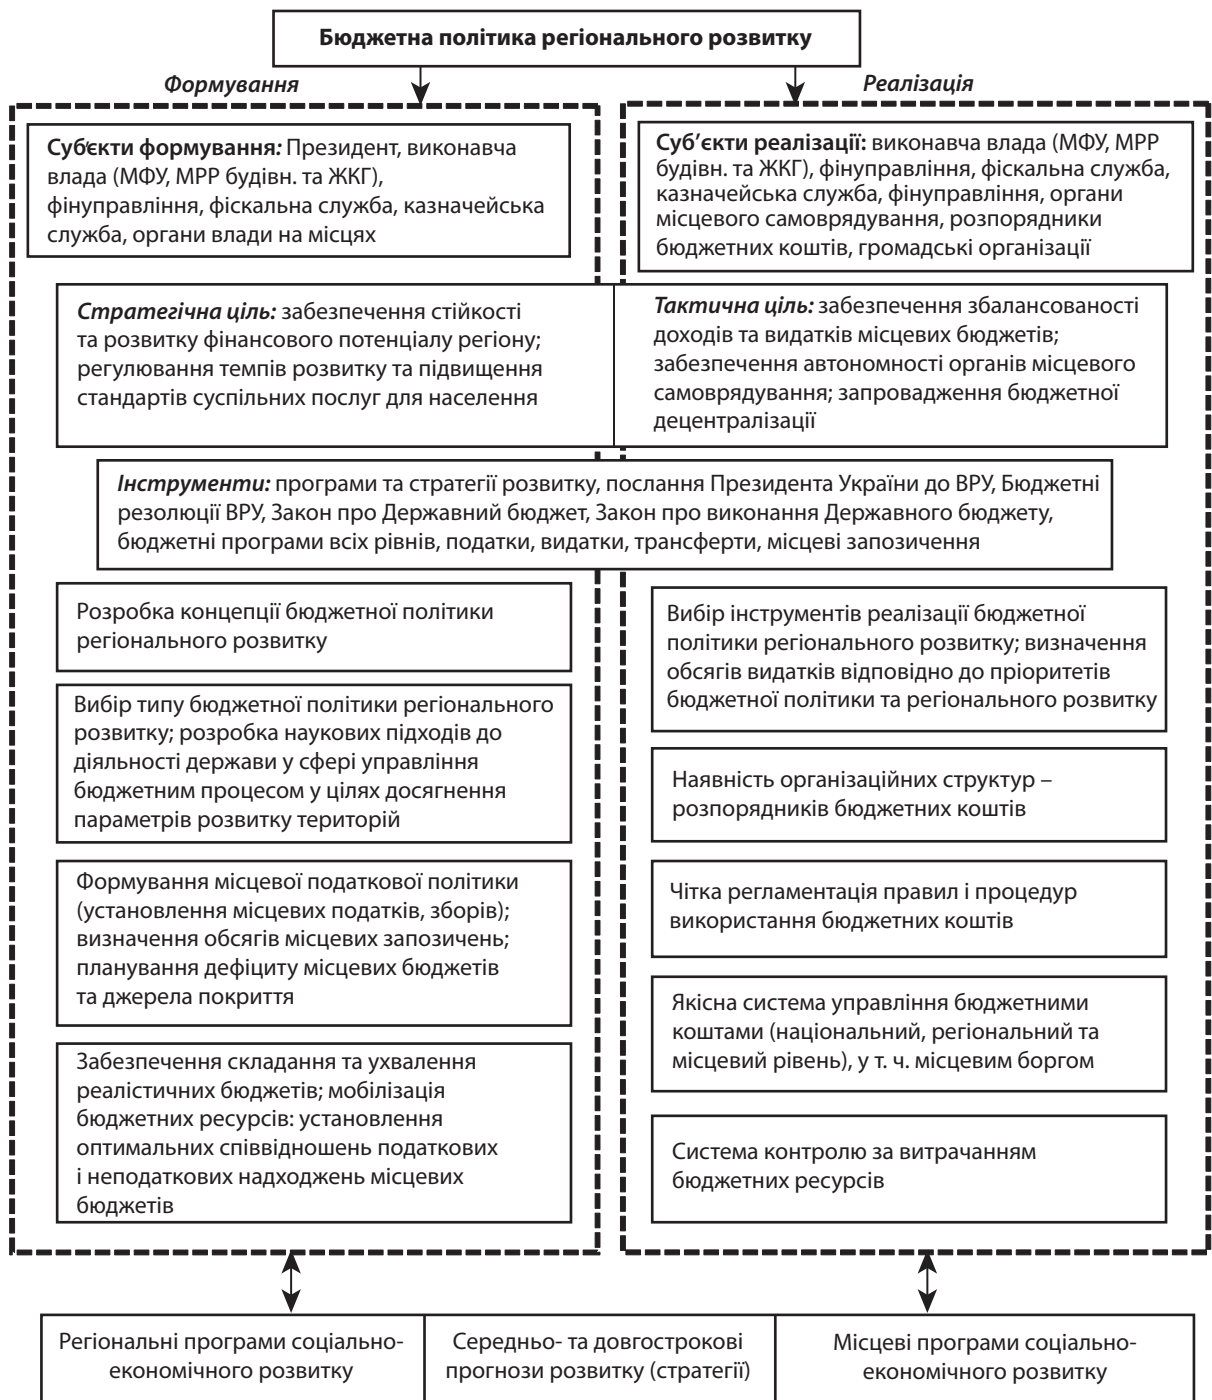 Бюджетна політика регіонального розвитку
Формування
Реалізація
Суб'єкти формування: Президент, виконавча
влада (МФУ, МРР будівн. та ЖКГ),
фінуправління, фіскальна служба, казначейська
служба, органи влади на місцях
Суб'єкти реалізації: виконавча влада (МФУ, МРР
будівн. та ЖКГ), фінуправління, фіскальна служба,
казначейська служба, фінуправління, органи
місцевого самоврядування, розпорядники
бюджетних коштів, громадські організації
Стратегічна ціль: забезпечення стійкості
та розвитку фінансового потенціалу регіону;
регулювання темпів розвитку та підвищення
стандартів суспільних послуг для населення
Тактична ціль: забезпечення збалансованості
доходів та видатків місцевих бюджетів;
забезпечення автономності органів місцевого
самоврядування; запровадження бюджетної
децентралізації
Інструменти: програми та стратегії розвитку, послання Президента України до ВРУ, Бюджетні
резолюції ВРУ, Закон про Державний бюджет, Закон про виконання Державного бюджету,
бюджетні програми всіх рівнів, податки, видатки, трансферти, місцеві запозичення
Розробка концепції бюджетної політики
регіонального розвитку
Вибір типу бюджетної політики регіонального
розвитку; розробка наукових підходів до
діяльності держави у сфері управління
бюджетним процесом у цілях досягнення
параметрів розвитку територій
Формування місцевої податкової політики
(установлення місцевих податків, зборів);
визначення обсягів місцевих запозичень;
планування дефіциту місцевих бюджетів
та джерела покриття
Забезпечення складання та ухвалення
реалістичних бюджетів; мобілізація
бюджетних ресурсів: установлення
оптимальних співвідношень податкових
і неподаткових надходжень місцевих
бюджетів
Вибір інструментів реалізації бюджетної
політики регіонального розвитку; визначення
обсягів видатків відповідно до пріоритетів
бюджетної політики та регіонального розвитку
Наявність організаційних структур –
розпорядників бюджетних коштів
Чітка регламентація правил і процедур
використання бюджетних коштів
Якісна система управління бюджетними
коштами (національний, регіональний та
місцевий рівень), у т. ч. місцевим боргом
Система контролю за витрачанням
бюджетних ресурсів
Регіональні програми соціально-
економічного розвитку
Середньо- та довгострокові
прогнози розвитку (стратегії)
Місцеві програми соціально-
економічного розвитку